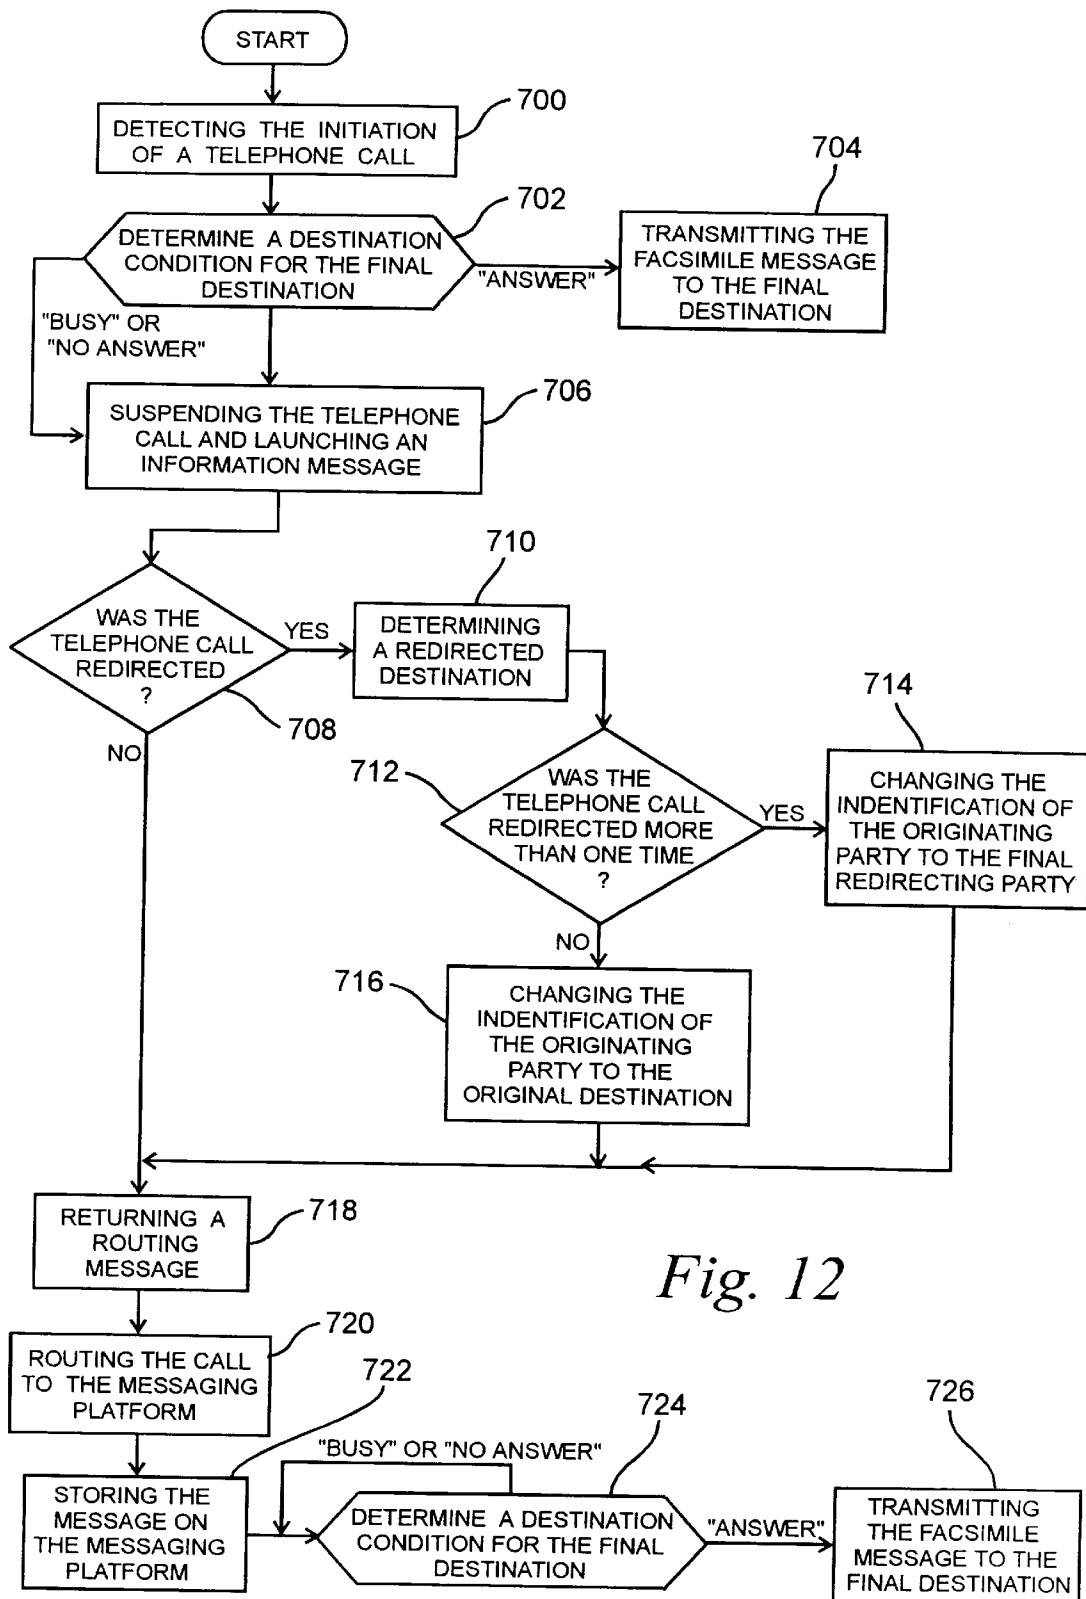 START
700
DETECTING THE INITIATION
OF A TELEPHONE CALL
702
DETERMINE A DESTINATION
CONDITION FOR THE FINAL
DESTINATION
"ANSWER"
704
TRANSMITTING THE
FACSIMILE MESSAGE
TO THE FINAL
DESTINATION
"BUSY" OR
"NO ANSWER"
706
SUSPENDING THE TELEPHONE
CALL AND LAUNCHING AN
INFORMATION MESSAGE
WAS THE
TELEPHONE CALL
REDIRECTED
?
708
YES
NO
710
DETERMINING
A REDIRECTED
DESTINATION
712
WAS THE
TELEPHONE CALL
REDIRECTED MORE
THAN ONE TIME
?
YES
NO
714
CHANGING THE
INDENTIFICATION OF
THE ORIGINATING
PARTY TO THE FINAL
REDIRECTING PARTY
716
CHANGING THE
INDENTIFICATION OF
THE ORIGINATING
PARTY TO THE
ORIGINAL DESTINATION
718
RETURNING A
ROUTING
MESSAGE
Fig. 12
720
ROUTING THE CALL
TO THE MESSAGING
PLATFORM
722
STORING THE
MESSAGE ON
THE MESSAGING
PLATFORM
"BUSY" OR "NO ANSWER"
724
DETERMINE A DESTINATION
CONDITION FOR THE FINAL
DESTINATION
"ANSWER"
726
TRANSMITTING
THE FACSIMILE
MESSAGE TO THE
FINAL DESTINATION